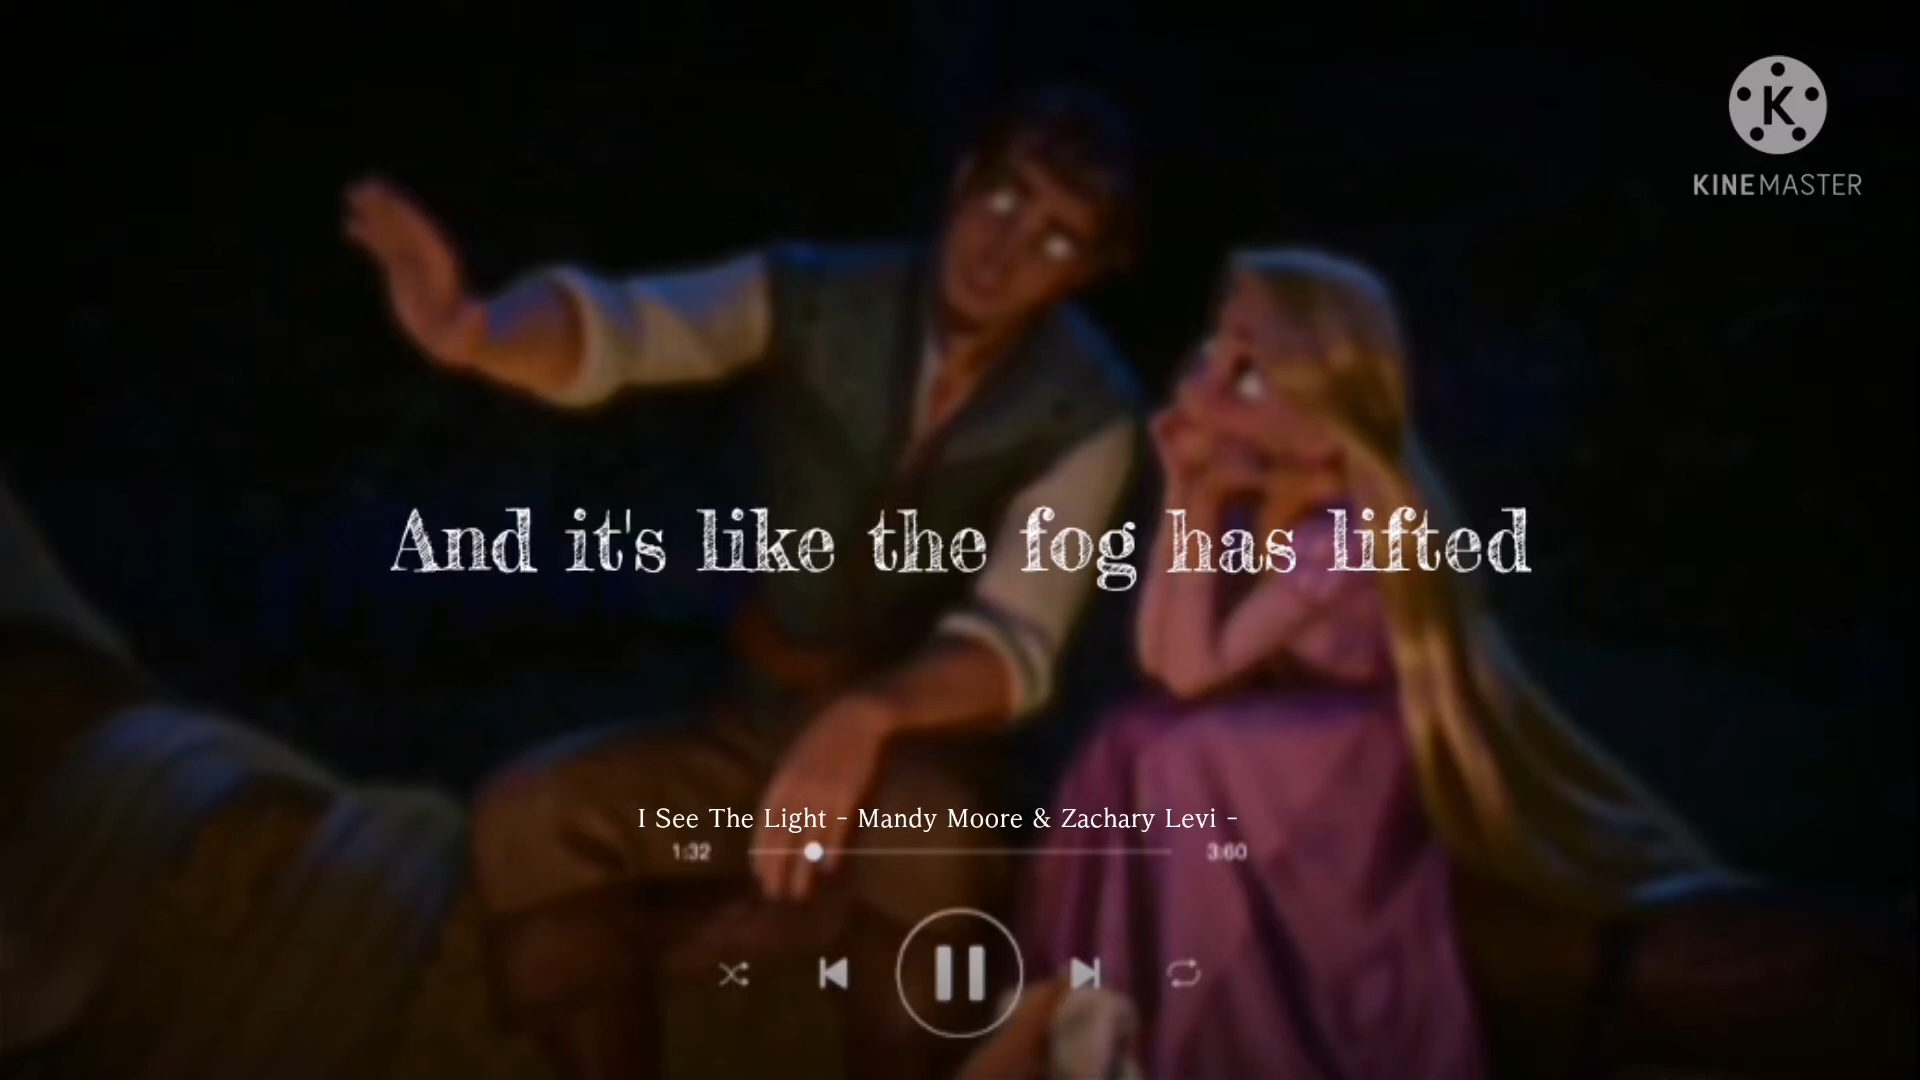 K
KINEMASTER
And it's like the fog has lifted
I See The Light - Mandy Moore & Zachary Levi -
1:32
3:60